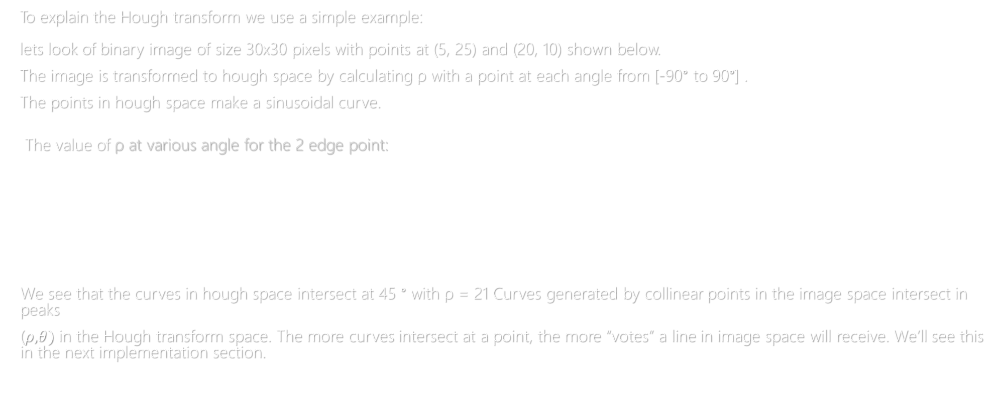 To explain the Hough transform we use a simple example:
lets look of binary image of size 30x30 pixels with points at (5, 25) and (20, 10) shown below.
The image is transformed to hough space by calculating ρ with a point at each angle from [-90° to 90°] .
The points in hough space make a sinusoidal curve.
The value of ρ at various angle for the 2 edge point:
We see that the curves in hough space intersect at 45 ° with ρ = 21 Curves generated by collinear points in the image space intersect in
peaks
(ρ,θ) in the Hough transform space. The more curves intersect at a point, the more “votes” a line in image space will receive. We’ll see this
in the next implementation section.